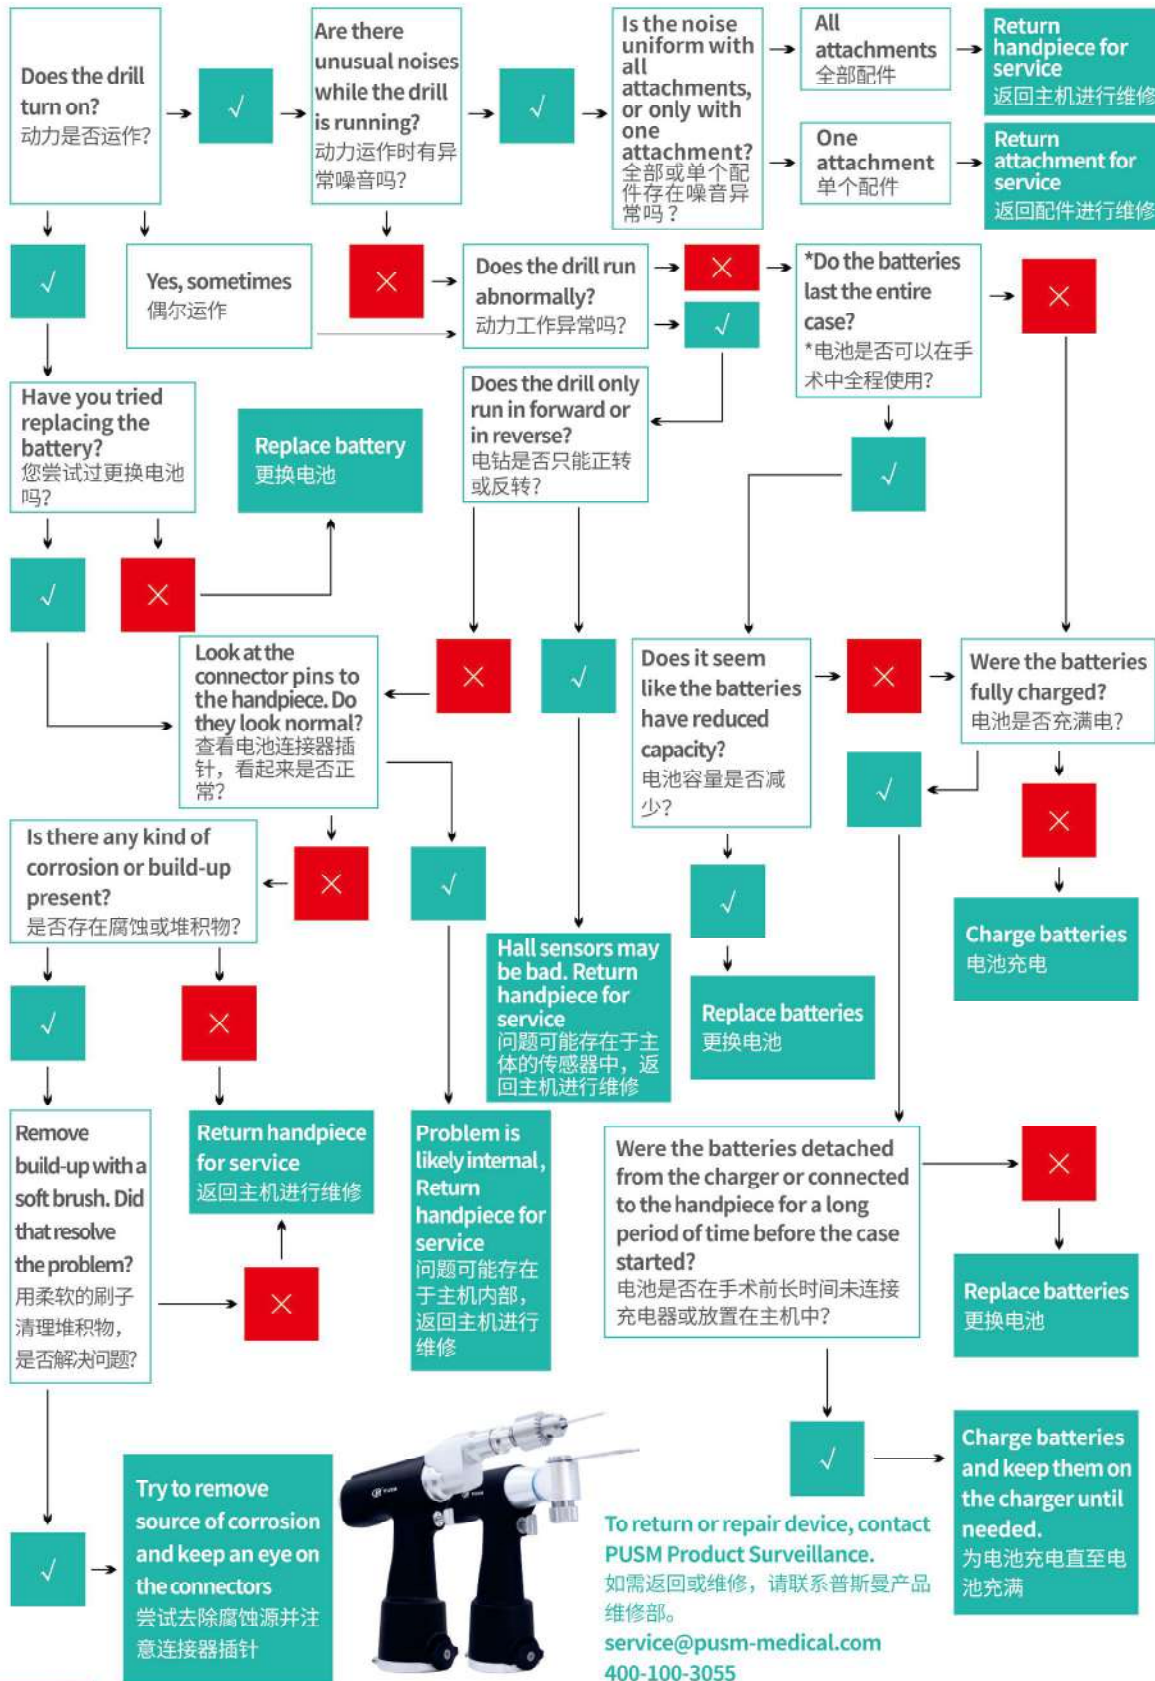 Does the drill
turn on?
动力是否运作?
√
Are there
unusual noises
while the drill
is running?
动力运作时有异
常噪音吗?
√
Is the noise
uniform with
all
attachments,
or only with
one
attachment?
全部或单个配
件存在噪音异
常吗?
All
attachments
全部配件
Return
handpiece for
service
返回主机进行维修
One
attachment
单个配件
Return
attachment for
service
返回配件进行维修
√
Yes, sometimes
偶尔运作
×
Does the drill run
abnormally?
动力工作异常吗?
×
√
*Do the batteries
last the entire
case?
*电池是否可以在手
术中全程使用?
×
Have you tried
replacing the
battery?
您尝试过更换电池
吗?
Replace battery
更换电池
Does the drill only
run in forward or
in reverse?
电钻是否只能正转
或反转?
√
√
×
Look at the
connector pins to
the handpiece. Do
they look normal?
查看电池连接器插
针，看起来是否正
常?
×
√
Does it seem
like the batteries
have reduced
capacity?
电池容量是否减
少?
×
Were the batteries
fully charged?
电池是否充满电?
√
×
Is there any kind of
corrosion or build-up
present?
是否存在腐蚀或堆积物?
×
√
√
Charge batteries
电池充电
√
×
Hall sensors may
be bad. Return
handpiece for
service
问题可能存在于主
体的传感器中，返
回主机进行维修
Replace batteries
更换电池
Remove
build-up with a
soft brush. Did
that resolve
the problem?
用柔软的刷子
清理堆积物，
是否解决问题?
Return handpiece
for service
返回主机进行维修
×
Problem is
likely internal,
Return
handpiece for
service
问题可能存在
于主机内部，
返回主机进行
维修
Were the batteries detached
from the charger or connected
to the handpiece for a long
period of time before the case
started?
电池是否在手术前长时间未连接
充电器或放置在主机中?
×
Replace batteries
更换电池
√
Try to remove
source of corrosion
and keep an eye on
the connectors
尝试去除腐蚀源并注
意连接器插针
PUSM
PUSM
√
Charge batteries
and keep them on
the charger until
needed.
为电池充电直至电
池充满
To return or repair device, contact
PUSM Product Surveillance.
如需返回或维修，请联系普斯曼产品
维修部。
service@pusm-medical.com
400-100-3055